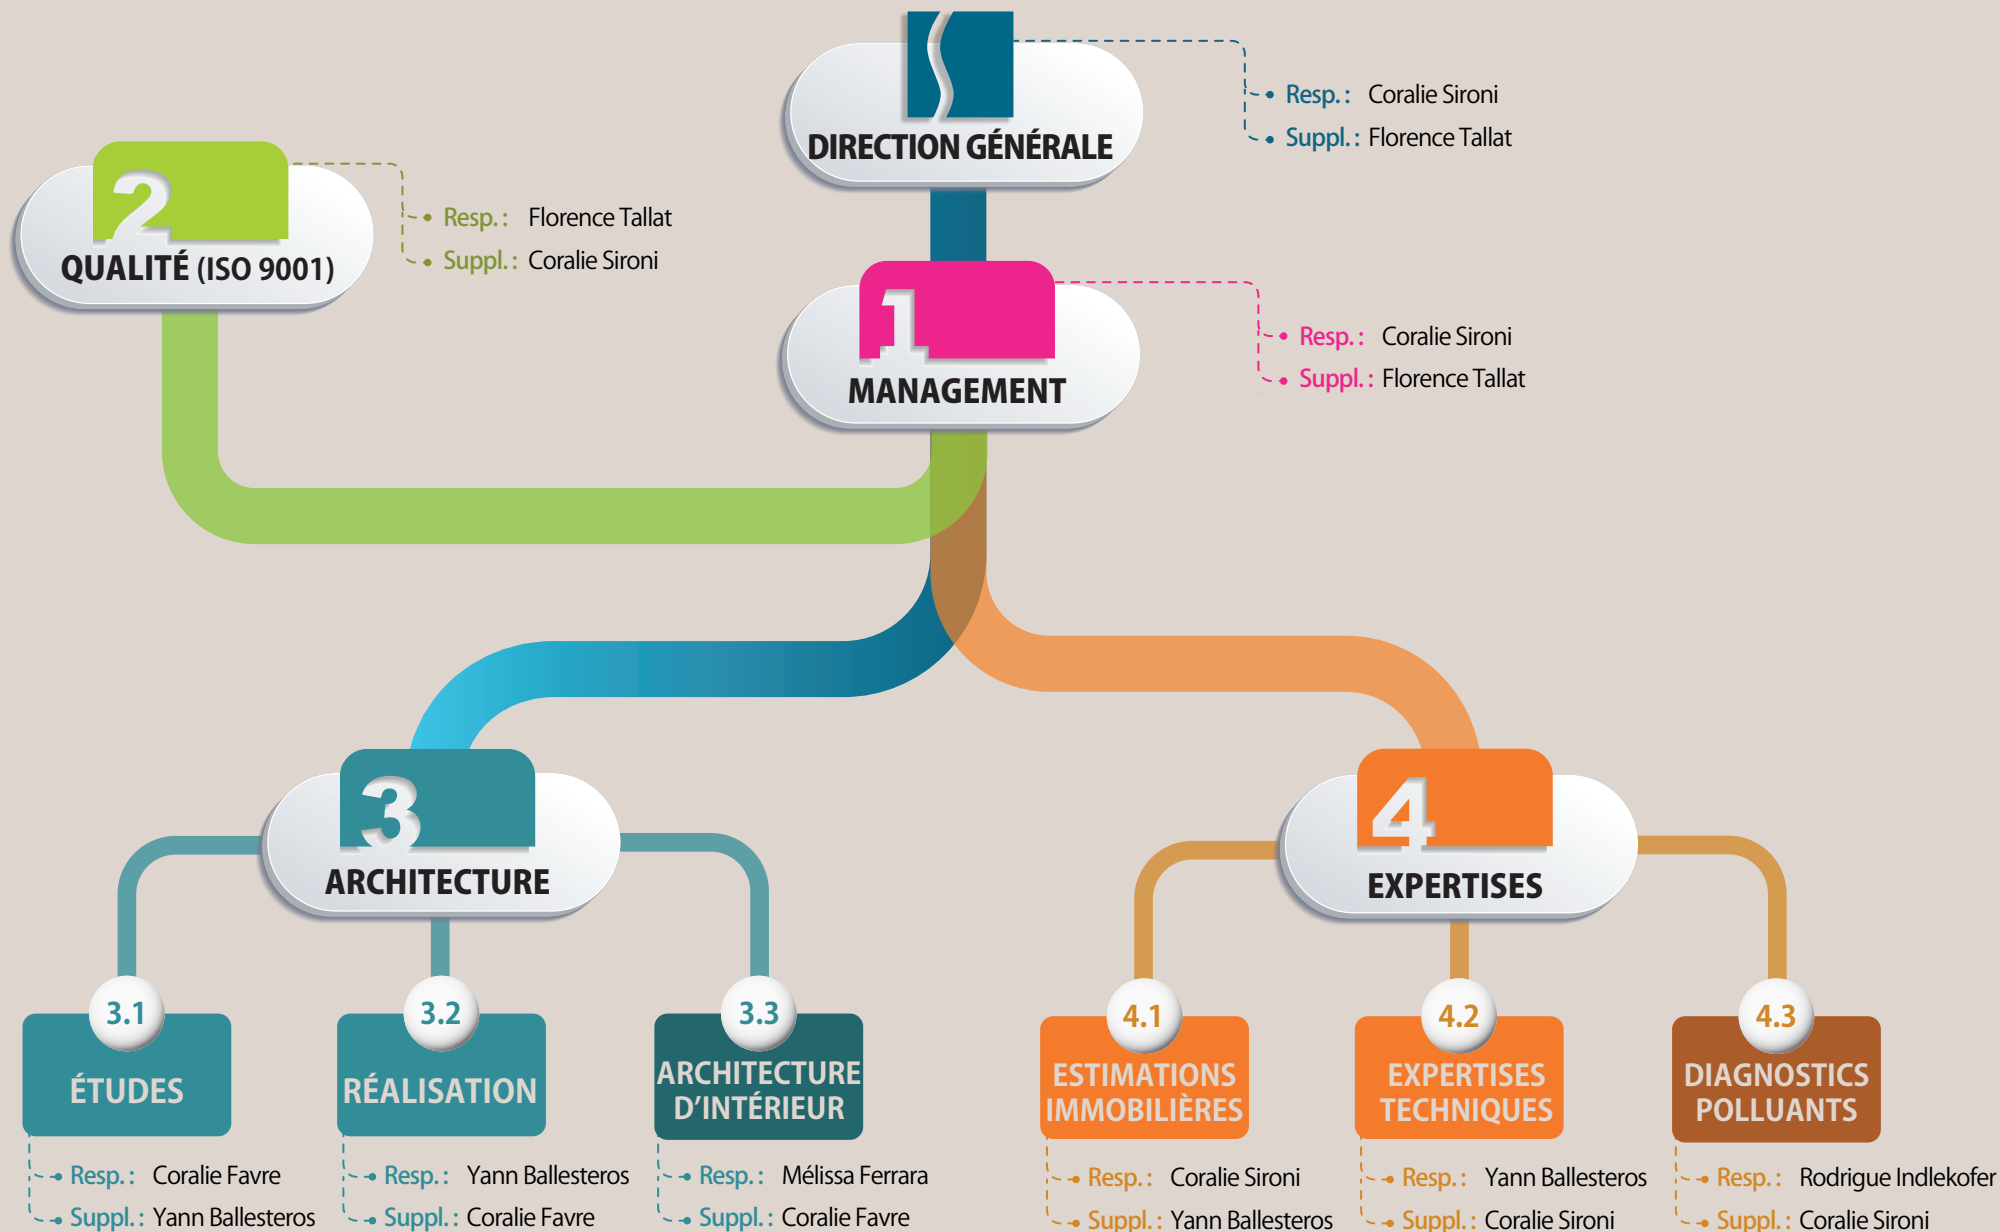 DIRECTION GÉNÉRALE
Resp. : Coralie Sironi
Suppl. : Florence Tallat
2
QUALITÉ (ISO 9001)
Resp. : Florence Tallat
Suppl. : Coralie Sironi
1
MANAGEMENT
Resp. : Coralie Sironi
Suppl. : Florence Tallat
3
ARCHITECTURE
4
EXPERTISES
3.1
ÉTUDES
Resp. : Coralie Favre
Suppl. : Yann Ballesteros
3.2
RÉALISATION
Resp. : Yann Ballesteros
Suppl. : Coralie Favre
3.3
ARCHITECTURE
D'INTÉRIEUR
Resp. : Mélissa Ferrara
Suppl. : Coralie Favre
4.1
ESTIMATIONS
IMMOBILIÈRES
Resp. : Coralie Sironi
Suppl. : Yann Ballesteros
4.2
EXPERTISES
TECHNIQUES
Resp. : Yann Ballesteros
Suppl. : Coralie Sironi
4.3
DIAGNOSTICS
POLLUANTS
Resp. : Rodrigue Indlekofer
Suppl. : Coralie Sironi